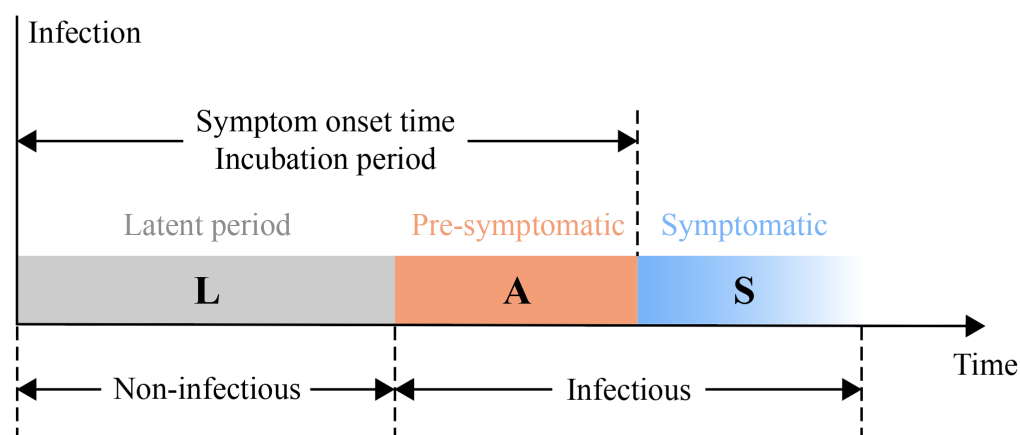 Infection
Symptom onset time
Incubation period
Latent period
Pre-symptomatic
Symptomatic
L
A
S
Time
Non-infectious
Infectious